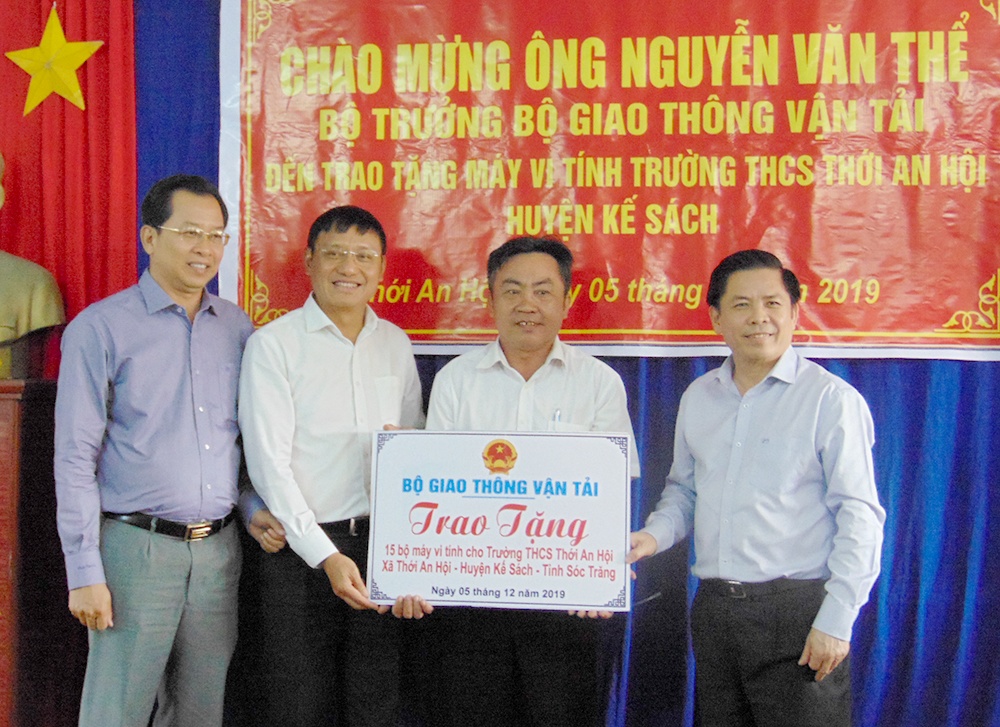 CHÀO MỪNG ÔNG NGUYỄN VĂN THỂ
BỘ TRƯỞNG BỘ GIAO THÔNG VẬN TẢI
ĐẾN TRAO TẶNG MÁY VI TÍNH TRƯỜNG THCS THỚI AN HỘI
HUYỆN KẾ SÁCH
Thới An Hội, ngày 05 tháng 2019
BỘ GIAO THÔNG VẬN TẢI
Trao Tặng
15 bộ máy vi tính cho Trường THCS Thới An Hội
Xã Thới An Hội - Huyện Kế Sách - Tỉnh Sóc Trăng
Ngày 05 tháng 12 năm 2019